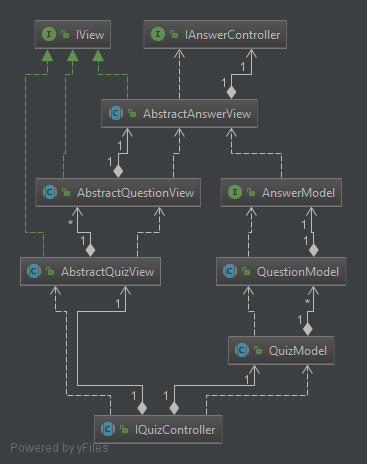 I IView
I IAnswerController
1
1
C AbstractAnswerView
1
1
C AbstractQuestionView
I AnswerModel
*
1
1
1
C AbstractQuizView
C QuestionModel
1
*
1
C QuizModel
1
1
1
C IQuizController
Powered by yFiles